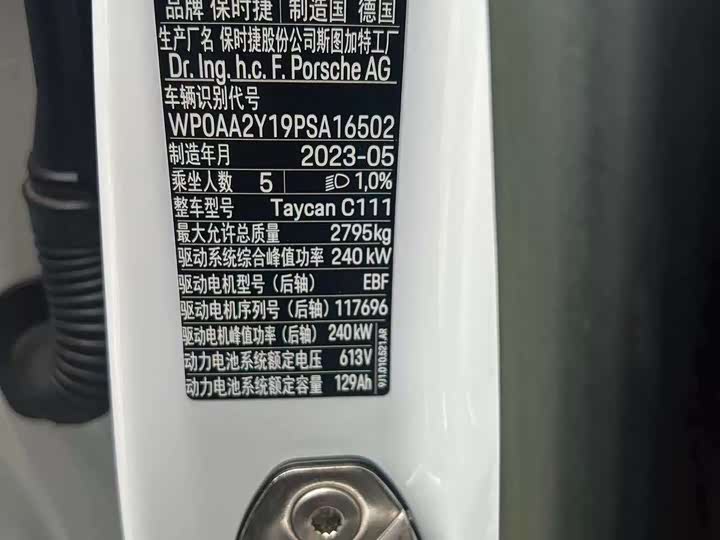 品牌 保时捷 制造国 德国
生产厂名 保时捷股份公司斯图加特工厂
Dr. Ing. h.c. F. Porsche AG
车辆识别代号
WP0AA2Y19PSA16502
制造年月 2023-05
乘坐人数 5 1,0%
整车型号 Taycan C111
最大允许总质量 2795kg
驱动系统综合峰值功率 240 kW
驱动电机型号（后轴） EBF
驱动电机序列号（后轴） 117696
驱动电机峰值功率（后轴） 240 kW
动力电池系统额定电压 613V
动力电池系统额定容量 129Ah
9J1.010.521.AR